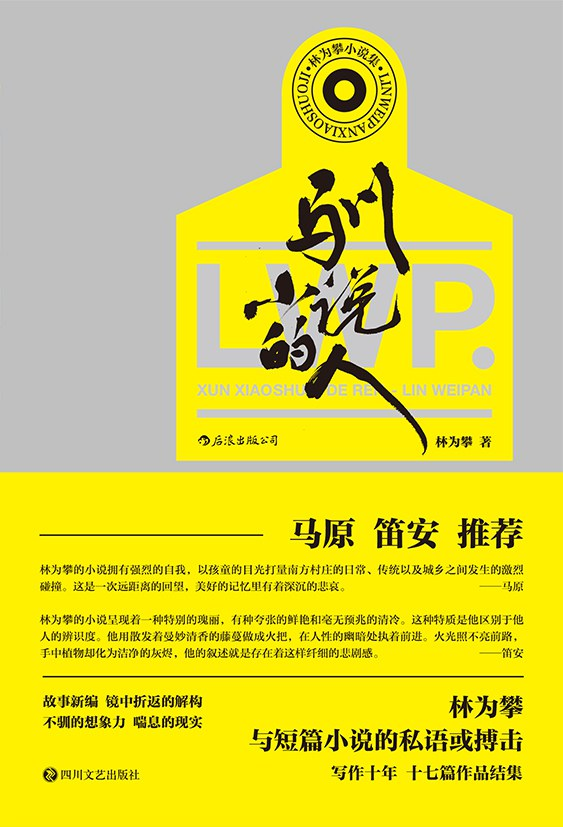 ·林为攀小说集·
LINWEIPANXIAOSHUOJI
驯
小说
的人
LWP.
XUN XIAOSHUO DE REN - LIN WEIPAN
后浪出版公司
林为攀 著
马原 笛安 推荐
林为攀的小说拥有强烈的自我，以孩童的目光打量南方村庄的日常、传统以及城乡之间发生的激烈
碰撞。这是一次远距离的回望，美好的记忆里有着深沉的悲哀。 ——马原
林为攀的小说呈现着一种特别的瑰丽，有种夸张的鲜艳和毫无预兆的清冷。这种特质是他区别于他
人的辨识度。他用散发着曼妙清香的藤蔓做成火把，在人性的幽暗处执着前进。火光照不亮前路，
手中植物却化为洁净的灰烬，他的叙述就是存在着这样纤细的悲剧感。 ——笛安
故事新编 镜中折返的解构
不驯的想象力 喘息的现实
林为攀
与短篇小说的私语或搏击
写作十年 十七篇作品结集
四川文艺出版社